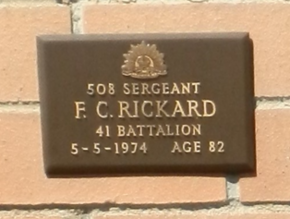 508 SERGEANT
F. C. RICKARD
41 BATTALION
5-5-1974 AGE 82